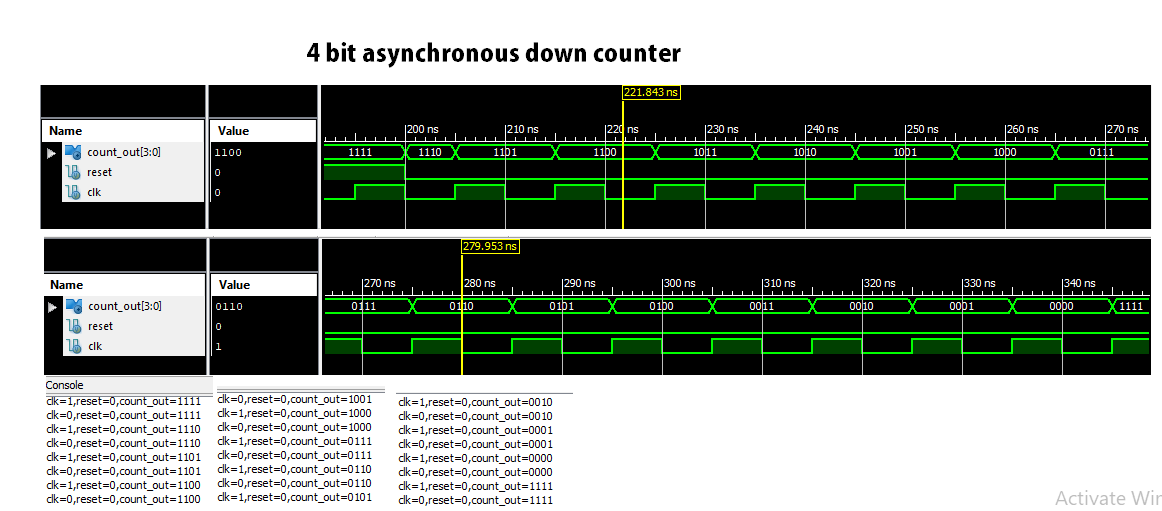 4 bit asynchronous down counter
221.843 ns
Name Value 200 ns 210 ns 220 ns 230 ns 240 ns 250 ns 260 ns 270 ns
count_out[3:0] 1100 1111 1110 1101 1100 1011 1010 1001 1000 0111
reset 0
clk 0
279.953 ns
Name Value 270 ns 280 ns 290 ns 300 ns 310 ns 320 ns 330 ns 340 ns
count_out[3:0] 0110 0111 0110 0101 0100 0011 0010 0001 0000 1111
reset 0
clk 1
Console
clk=1,reset=0,count_out=1111
clk=0,reset=0,count_out=1111
clk=1,reset=0,count_out=1110
clk=0,reset=0,count_out=1110
clk=1,reset=0,count_out=1101
clk=0,reset=0,count_out=1101
clk=1,reset=0,count_out=1100
clk=0,reset=0,count_out=1100
clk=0,reset=0,count_out=1001
clk=1,reset=0,count_out=1000
clk=0,reset=0,count_out=1000
clk=1,reset=0,count_out=0111
clk=0,reset=0,count_out=0111
clk=1,reset=0,count_out=0110
clk=0,reset=0,count_out=0110
clk=1,reset=0,count_out=0101
clk=1,reset=0,count_out=0010
clk=0,reset=0,count_out=0010
clk=1,reset=0,count_out=0001
clk=0,reset=0,count_out=0001
clk=1,reset=0,count_out=0000
clk=0,reset=0,count_out=0000
clk=1,reset=0,count_out=1111
clk=0,reset=0,count_out=1111
Activate Wir